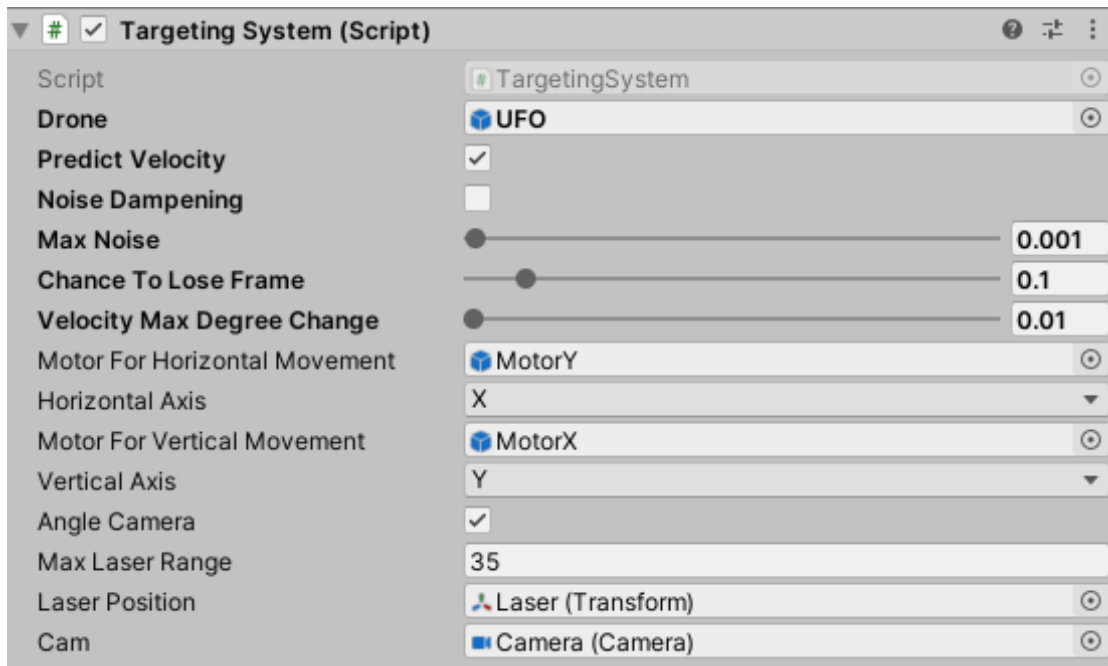 # Targeting System (Script)
Script # TargetingSystem
Drone UFO
Predict Velocity
Noise Dampening
Max Noise 0.001
Chance To Lose Frame 0.1
Velocity Max Degree Change 0.01
Motor For Horizontal Movement MotorY
Horizontal Axis X
Motor For Vertical Movement MotorX
Vertical Axis Y
Angle Camera
Max Laser Range 35
Laser Position Laser (Transform)
Cam Camera (Camera)